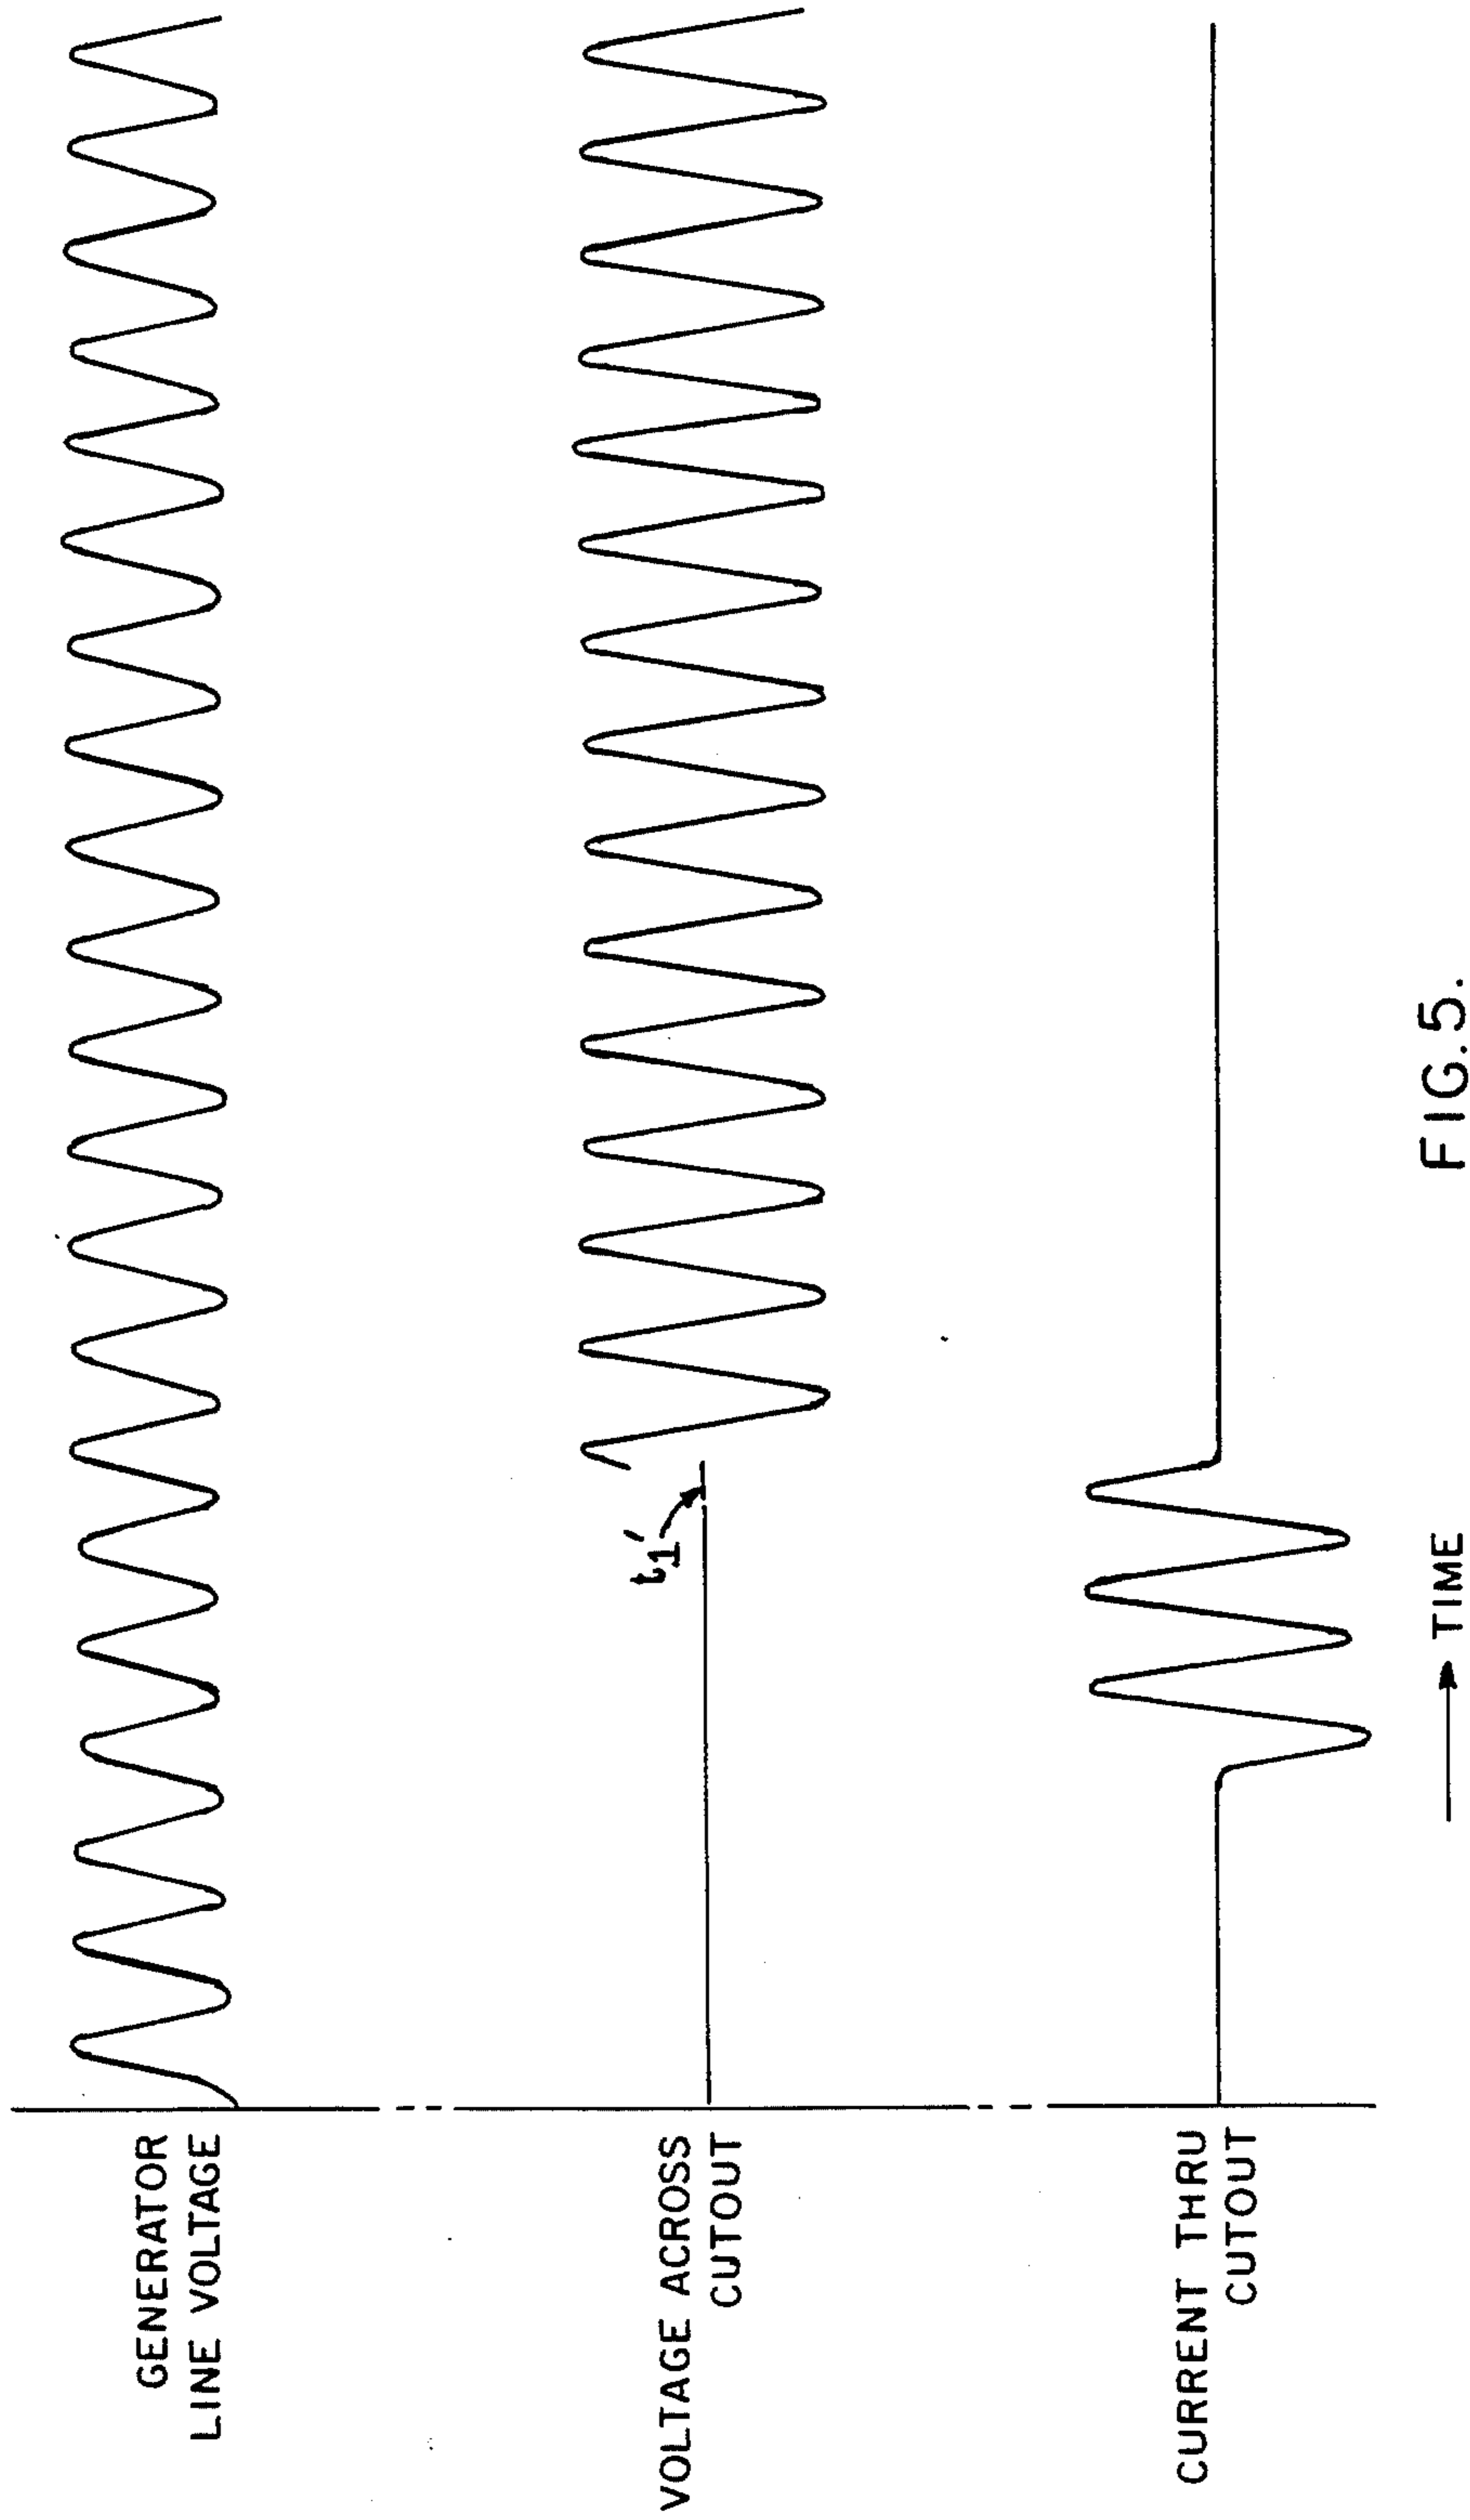 GENERATOR
LINE VOLTAGE
VOLTAGE ACROSS
CUTOUT
t₁′
CURRENT THRU
CUTOUT
TIME
FIG.5.